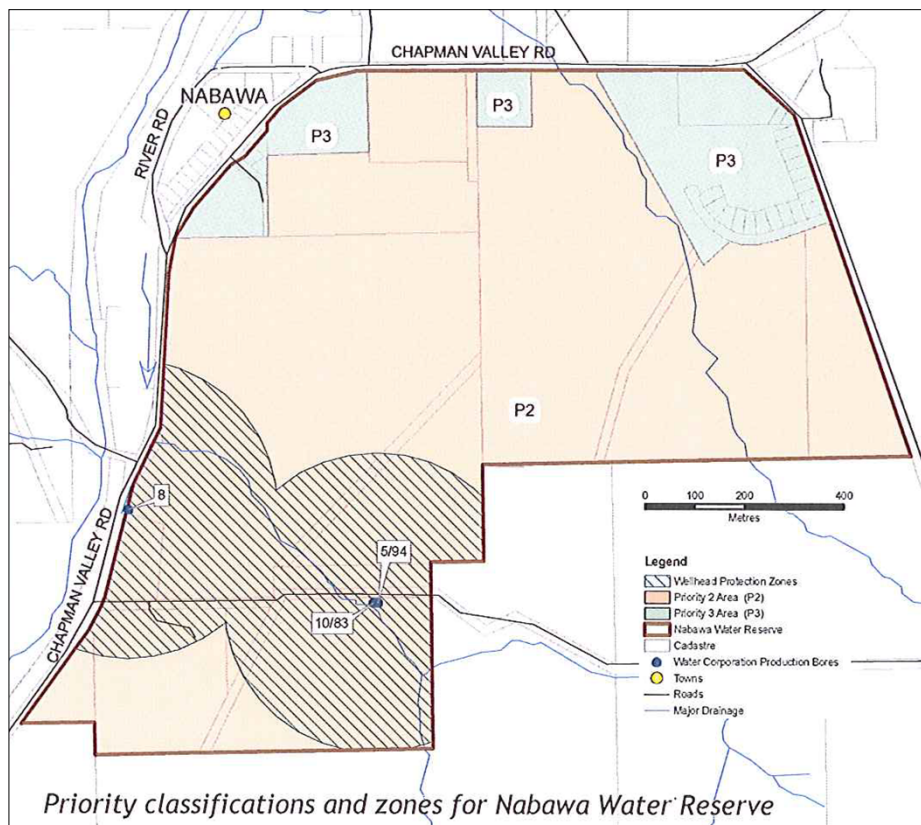 CHAPMAN VALLEY RD
NABAWA
RIVER RD
P3
P3
P3
P2
8
CHAPMAN VALLEY RD
5/94
10/83
0 100 200 400
Metres
Legend
Wellhead Protection Zones
Priority 2 Area (P2)
Priority 3 Area (P3)
Nabawa Water Reserve
Cadastre
Water Corporation Production Bores
Towns
Roads
Major Drainage
Priority classifications and zones for Nabawa Water Reserve